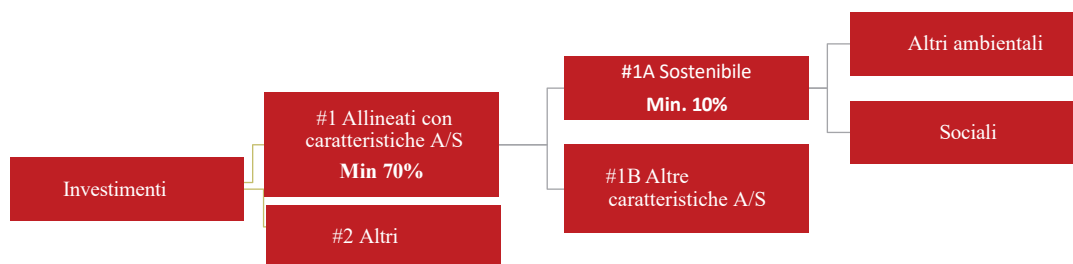 Investimenti
#1 Allineati con
caratteristiche A/S
Min 70%
#2 Altri
#1A Sostenibile
Min. 10%
#1B Altre
caratteristiche A/S
Altri ambientali
Sociali